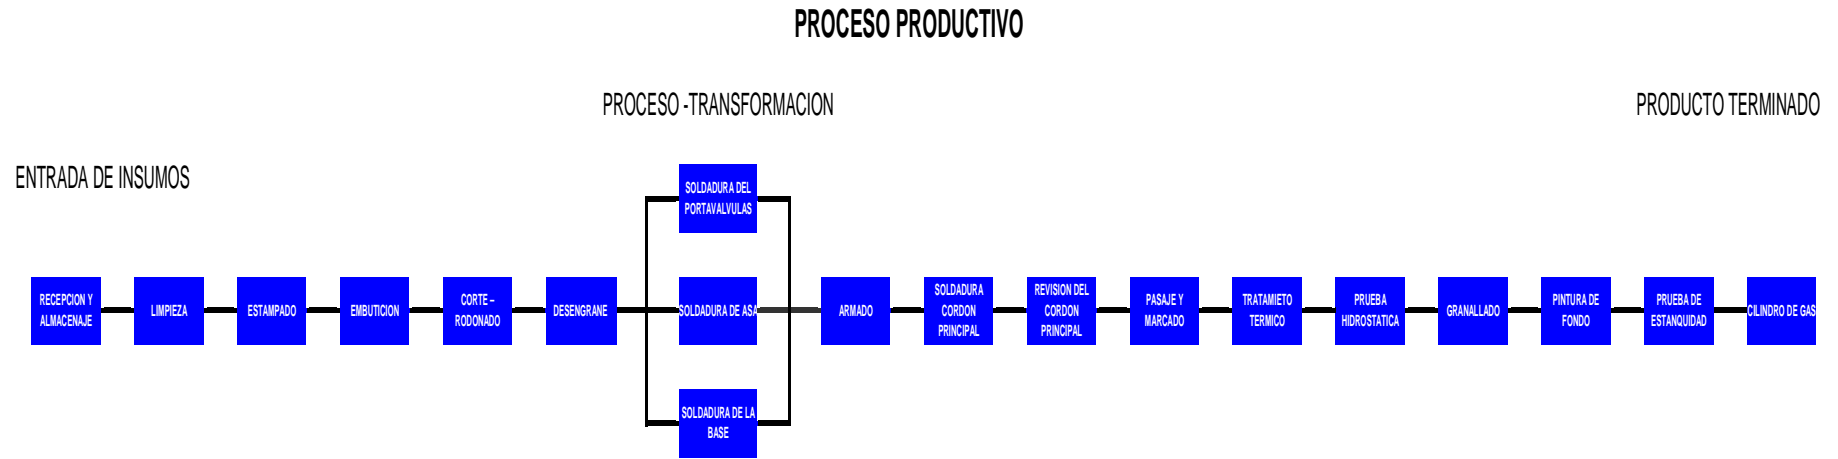 PROCESO PRODUCTIVO
PROCESO -TRANSFORMACION
PRODUCTO TERMINADO
ENTRADA DE INSUMOS
RECEPCION Y
ALMACENAJE
LIMPIEZA
ESTAMPADO
EMBUTICION
CORTE –
RODONADO
DESENGRANE
SOLDADURA DEL
PORTAVALVULAS
SOLDADURA DE ASA
SOLDADURA DE LA
BASE
ARMADO
SOLDADURA
CORDON
PRINCIPAL
REVISION DEL
CORDON
PRINCIPAL
PASAJE Y
MARCADO
TRATAMIETO
TERMICO
PRUEBA
HIDROSTATICA
GRANALLADO
PINTURA DE
FONDO
PRUEBA DE
ESTANQUIDAD
CILINDRO DE GAS